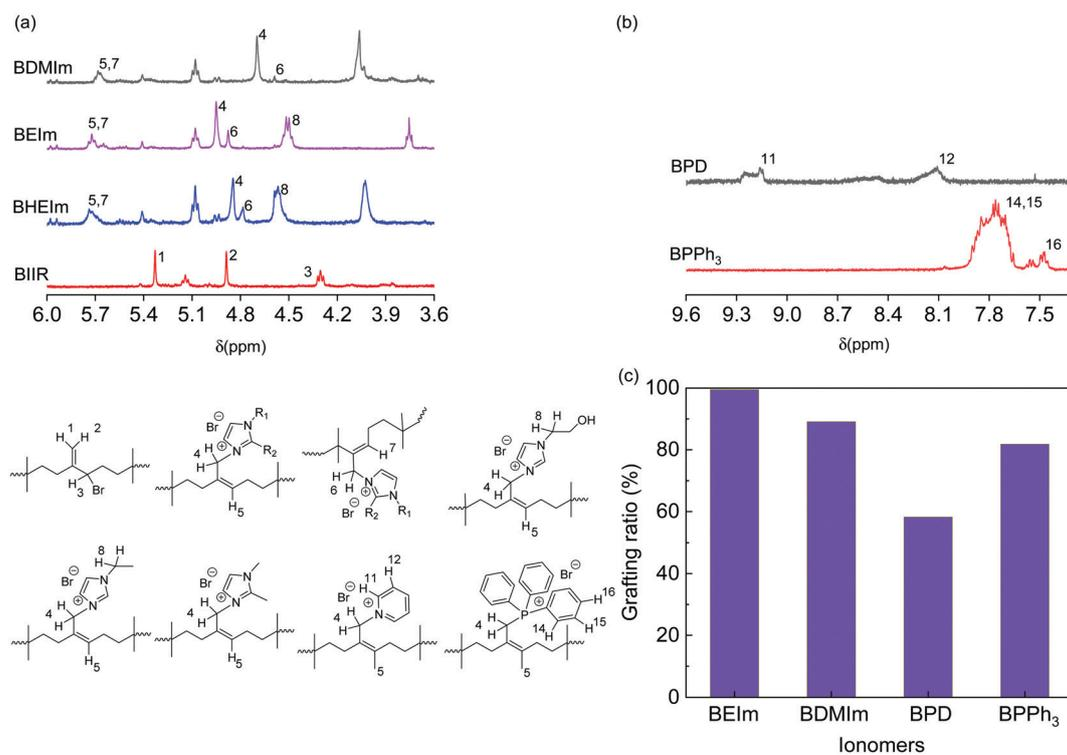 (a)
BDMIm
5,7
4
6
BEIm
5,7
4
6
8
BHEIm
5,7
4
6
8
BIIR
1
2
3
6.0 5.7 5.4 5.1 4.8 4.5 4.2 3.9 3.6
δ(ppm)
(b)
BPD
11
12
BPPh3
14,15
16
9.6 9.3 9.0 8.7 8.4 8.1 7.8 7.5
δ(ppm)
1 2
H H
H
3 Br
Br ⊖
N R1
4 H
H
N
⊕
R2
H5
H 7
H H
6
N
⊕
N
Br ⊖
R2
R1
8 H H
OH
Br ⊖
N
⊕
N
4 H
H
H5
8 H H
Br ⊖
N
⊕
N
4 H
H
H5
Br ⊖
N
⊕
N
4 H
H
H5
12
H
11
H
Br ⊖
⊕
N
4 H
H
5
Br ⊖
P
⊕
H 16
4 H
H
14 H
H 15
5
(c)
Grafting ratio (%)
100
80
60
40
20
0
BEIm BDMIm BPD BPPh3
Ionomers